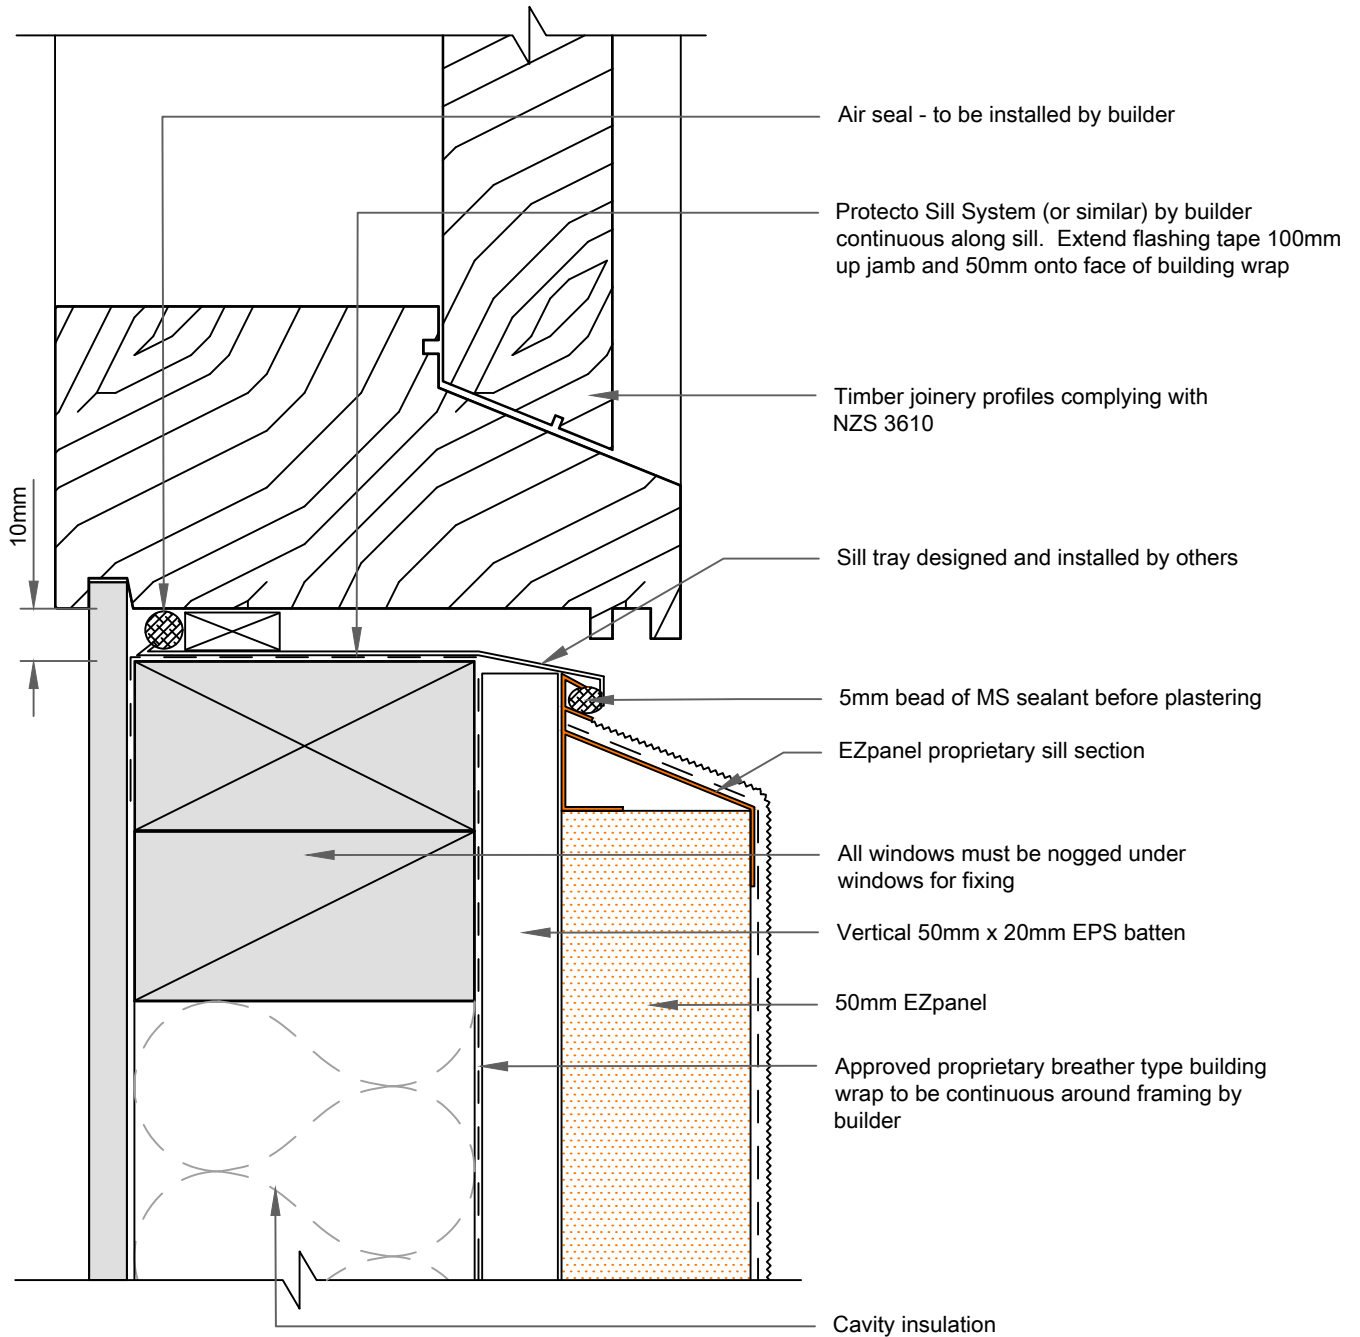 Air seal - to be installed by builder
Protecto Sill System (or similar) by builder
continuous along sill.  Extend flashing tape 100mm
up jamb and 50mm onto face of building wrap
Timber joinery profiles complying with
NZS 3610
10mm
Sill tray designed and installed by others
5mm bead of MS sealant before plastering
EZpanel proprietary sill section
All windows must be nogged under
windows for fixing
Vertical 50mm x 20mm EPS batten
50mm EZpanel
Approved proprietary breather type building
wrap to be continuous around framing by
builder
Cavity insulation